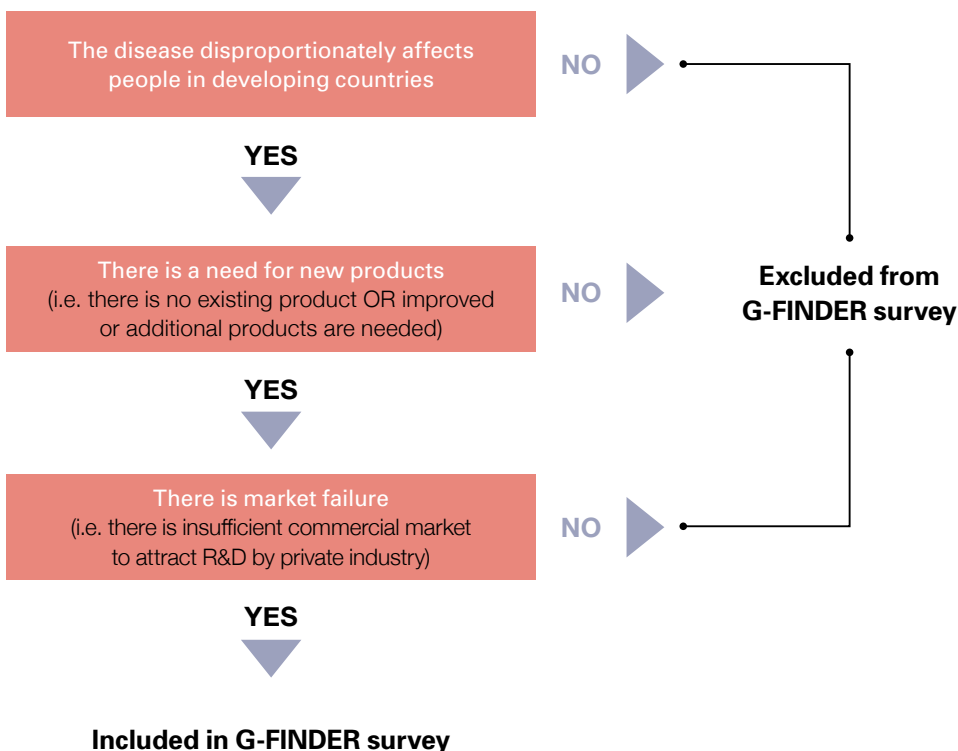 The disease disproportionately affects
people in developing countries
NO
YES
There is a need for new products
(i.e. there is no existing product OR improved
or additional products are needed)
NO
Excluded from
G-FINDER survey
YES
There is market failure
(i.e. there is insufficient commercial market
to attract R&D by private industry)
NO
YES
Included in G-FINDER survey